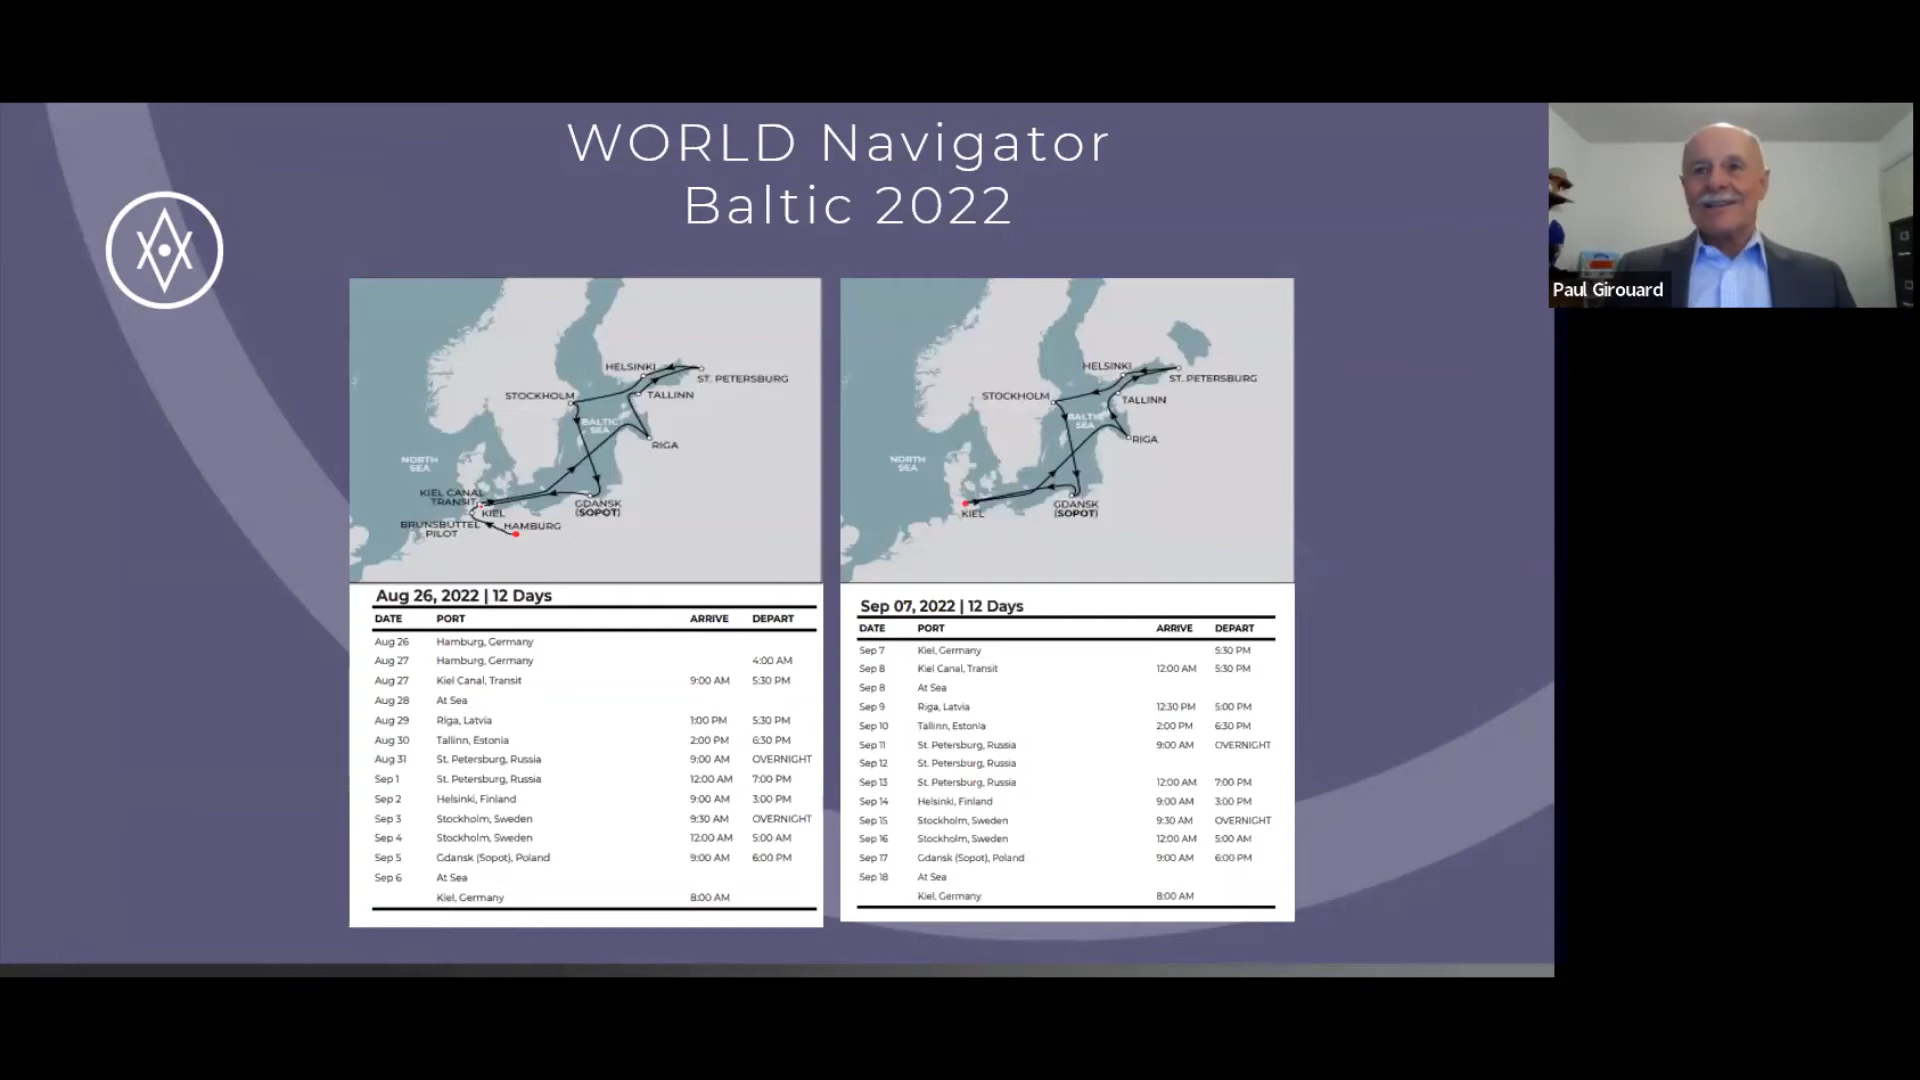 WORLD Navigator
Baltic 2022
Paul Girouard
HELSINKI
ST. PETERSBURG
STOCKHOLM
TALLINN
BALTIC
SEA
RIGA
NORTH
SEA
KIEL CANAL
TRANSIT
KIEL
GDANSK
(SOPOT)
BRUNSBUTTEL
PILOT
HAMBURG
HELSINKI
ST. PETERSBURG
STOCKHOLM
TALLINN
BALTIC
SEA
RIGA
NORTH
SEA
KIEL
GDANSK
(SOPOT)
Aug 26, 2022 | 12 Days
DATE PORT ARRIVE DEPART
Aug 26 Hamburg, Germany
Aug 27 Hamburg, Germany 4:00 AM
Aug 27 Kiel Canal, Transit 9:00 AM 5:30 PM
Aug 28 At Sea
Aug 29 Riga, Latvia 1:00 PM 5:30 PM
Aug 30 Tallinn, Estonia 2:00 PM 6:30 PM
Aug 31 St. Petersburg, Russia 9:00 AM OVERNIGHT
Sep 1 St. Petersburg, Russia 12:00 AM 7:00 PM
Sep 2 Helsinki, Finland 9:00 AM 3:00 PM
Sep 3 Stockholm, Sweden 9:30 AM OVERNIGHT
Sep 4 Stockholm, Sweden 12:00 AM 5:00 AM
Sep 5 Gdansk (Sopot), Poland 9:00 AM 6:00 PM
Sep 6 At Sea
Kiel, Germany 8:00 AM
Sep 07, 2022 | 12 Days
DATE PORT ARRIVE DEPART
Sep 7 Kiel, Germany 5:30 PM
Sep 8 Kiel Canal, Transit 12:00 AM 5:30 PM
Sep 8 At Sea
Sep 9 Riga, Latvia 12:30 PM 5:00 PM
Sep 10 Tallinn, Estonia 2:00 PM 6:30 PM
Sep 11 St. Petersburg, Russia 9:00 AM OVERNIGHT
Sep 12 St. Petersburg, Russia
Sep 13 St. Petersburg, Russia 12:00 AM 7:00 PM
Sep 14 Helsinki, Finland 9:00 AM 3:00 PM
Sep 15 Stockholm, Sweden 9:30 AM OVERNIGHT
Sep 16 Stockholm, Sweden 12:00 AM 5:00 AM
Sep 17 Gdansk (Sopot), Poland 9:00 AM 6:00 PM
Sep 18 At Sea
Kiel, Germany 8:00 AM